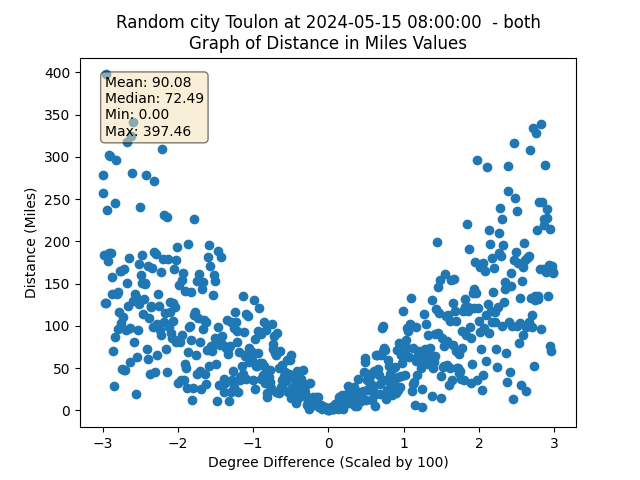 Random city Toulon at 2024-05-15 08:00:00  - both
Graph of Distance in Miles Values
Mean: 90.08
Median: 72.49
Min: 0.00
Max: 397.46
400
350
300
250
200
150
100
50
0
Distance (Miles)
−3
−2
−1
0
1
2
3
Degree Difference (Scaled by 100)